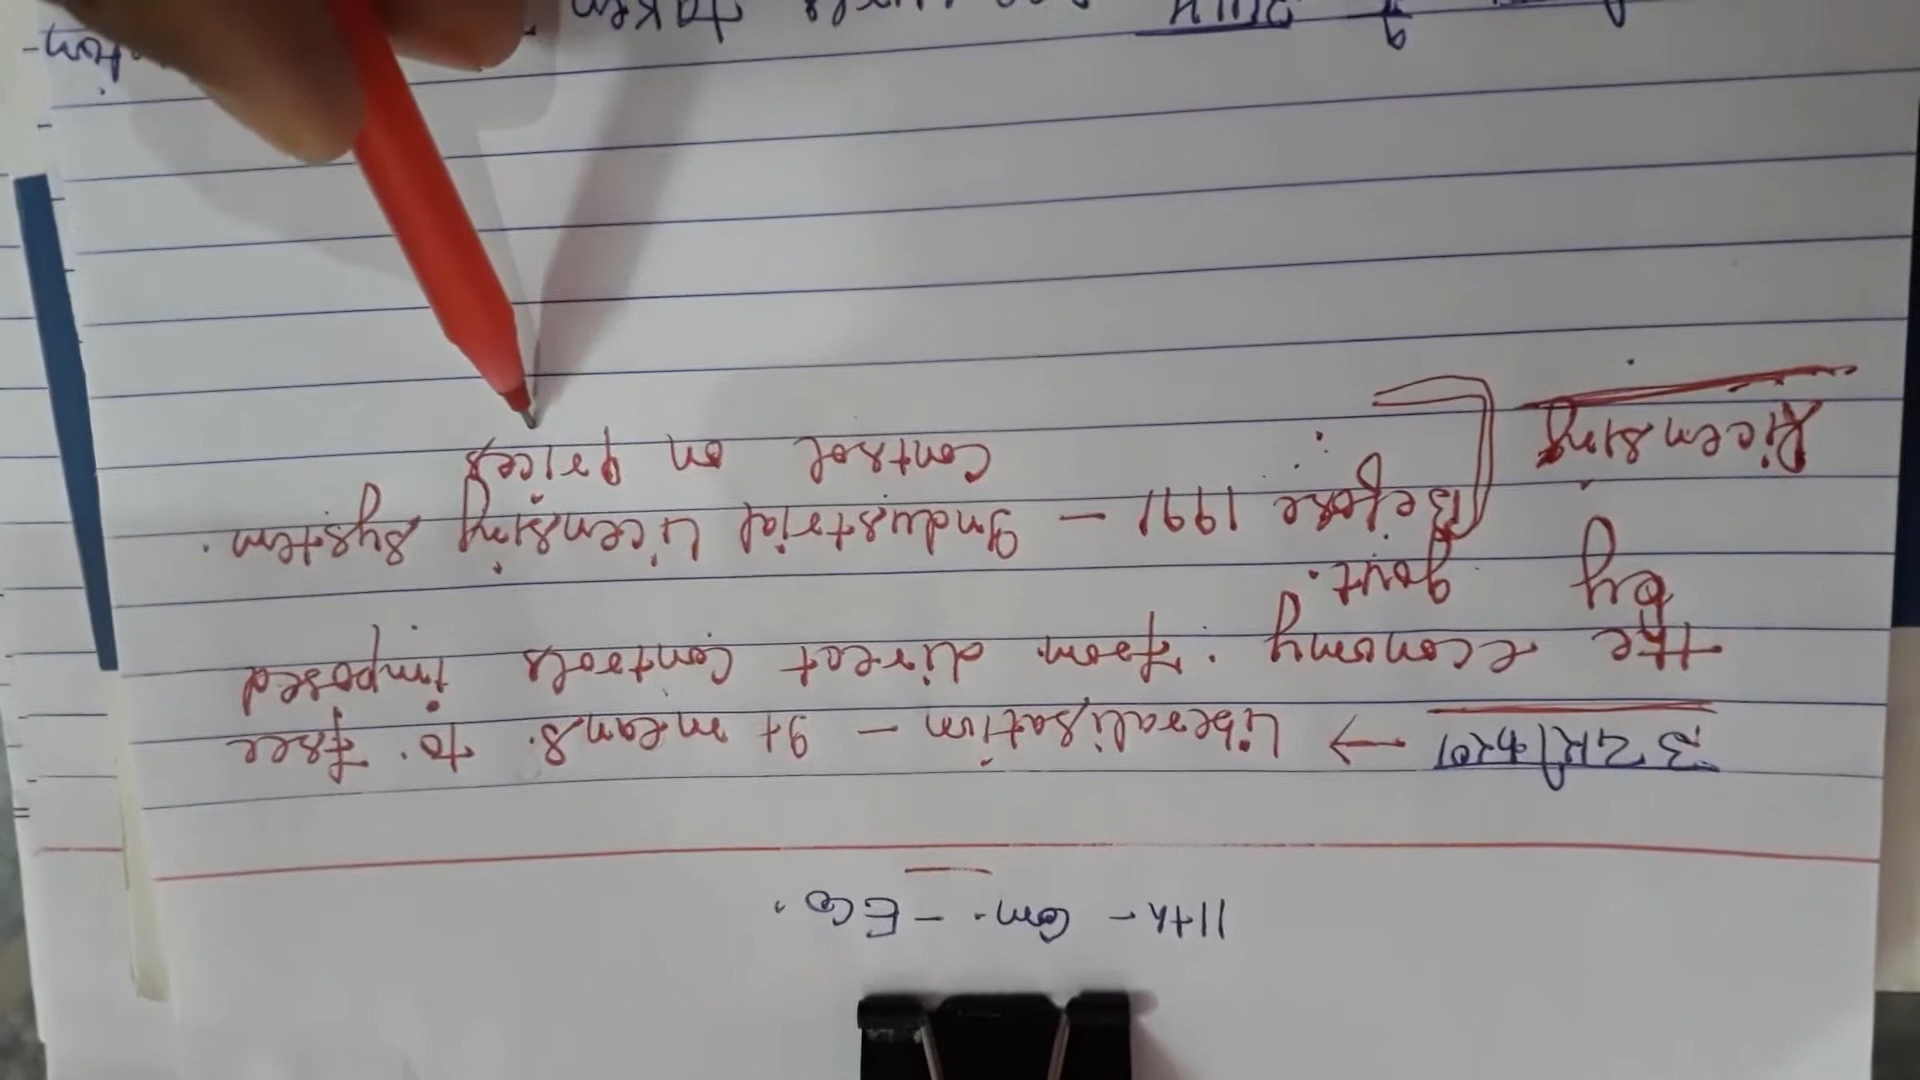 11th - Com. - Eco.
उदारीकरण → Liberalisation - It means to free
the economy from direct controls imposed
by govt.
Before 1991 - Industrial Licensing system.
Licensing control on prices
taken